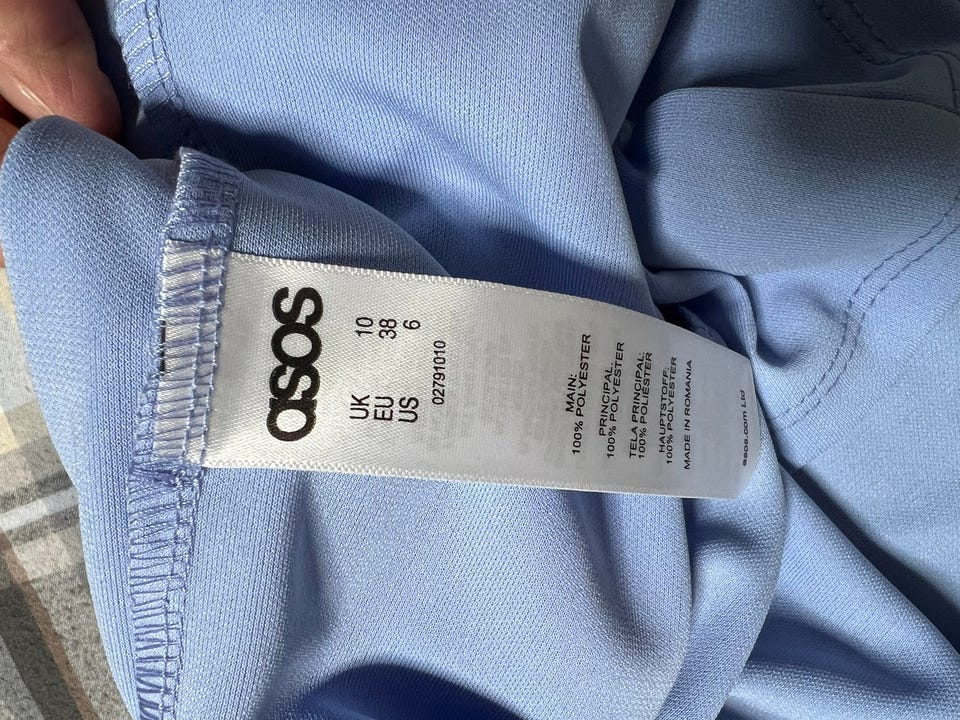 asos
UK 10
EU 38
US 6
02791010
MAIN:
100% POLYESTER
PRINCIPAL:
100% POLYESTER
TELA PRINCIPAL:
100% POLIÉSTER
HAUPTSTOFF:
100% POLYESTER
MADE IN ROMANIA
asos.com Ltd